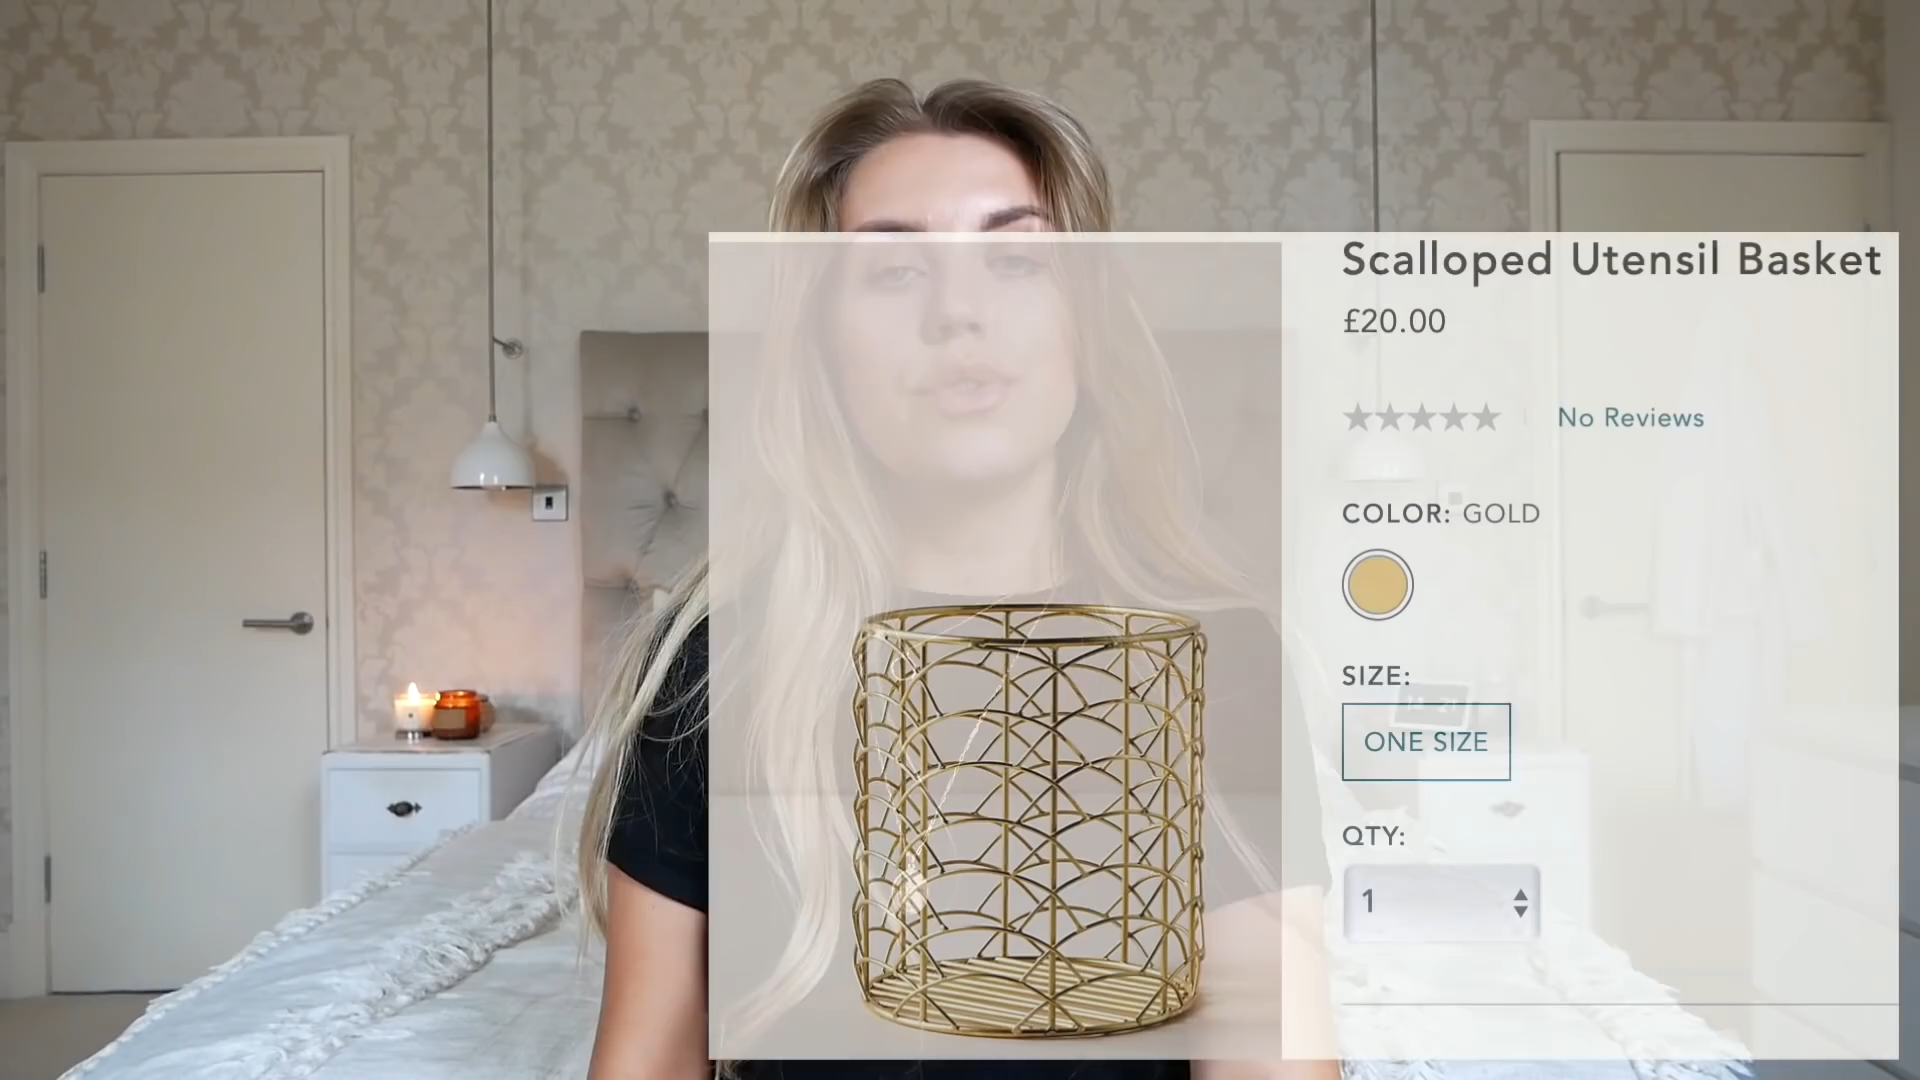 Scalloped Utensil Basket
£20.00
★★★★★ No Reviews
COLOR: GOLD
SIZE:
ONE SIZE
QTY:
1